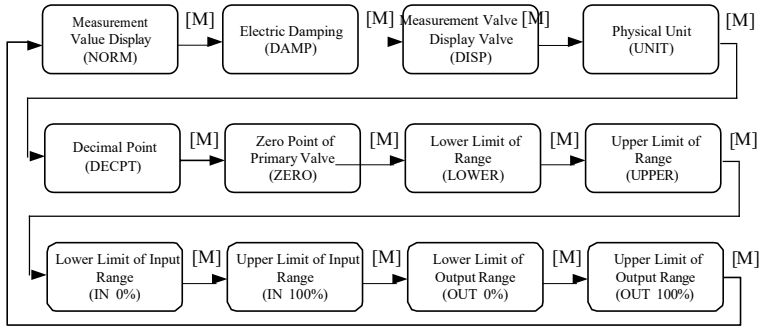 Measurement
Value Display
(NORM)
[M]
Electric Damping
(DAMP)
[M]
Measurement Valve
Display Valve
(DISP)
[M]
Physical Unit
(UNIT)
[M]
Decimal Point
(DECPT)
[M]
Zero Point of
Primary Valve
(ZERO)
[M]
Lower Limit of
Range
(LOWER)
[M]
Upper Limit of
Range
(UPPER)
[M]
Lower Limit of Input
Range
(IN 0%)
[M]
Upper Limit of Input
Range
(IN 100%)
[M]
Lower Limit of
Output Range
(OUT 0%)
[M]
Upper Limit of
Output Range
(OUT 100%)
[M]